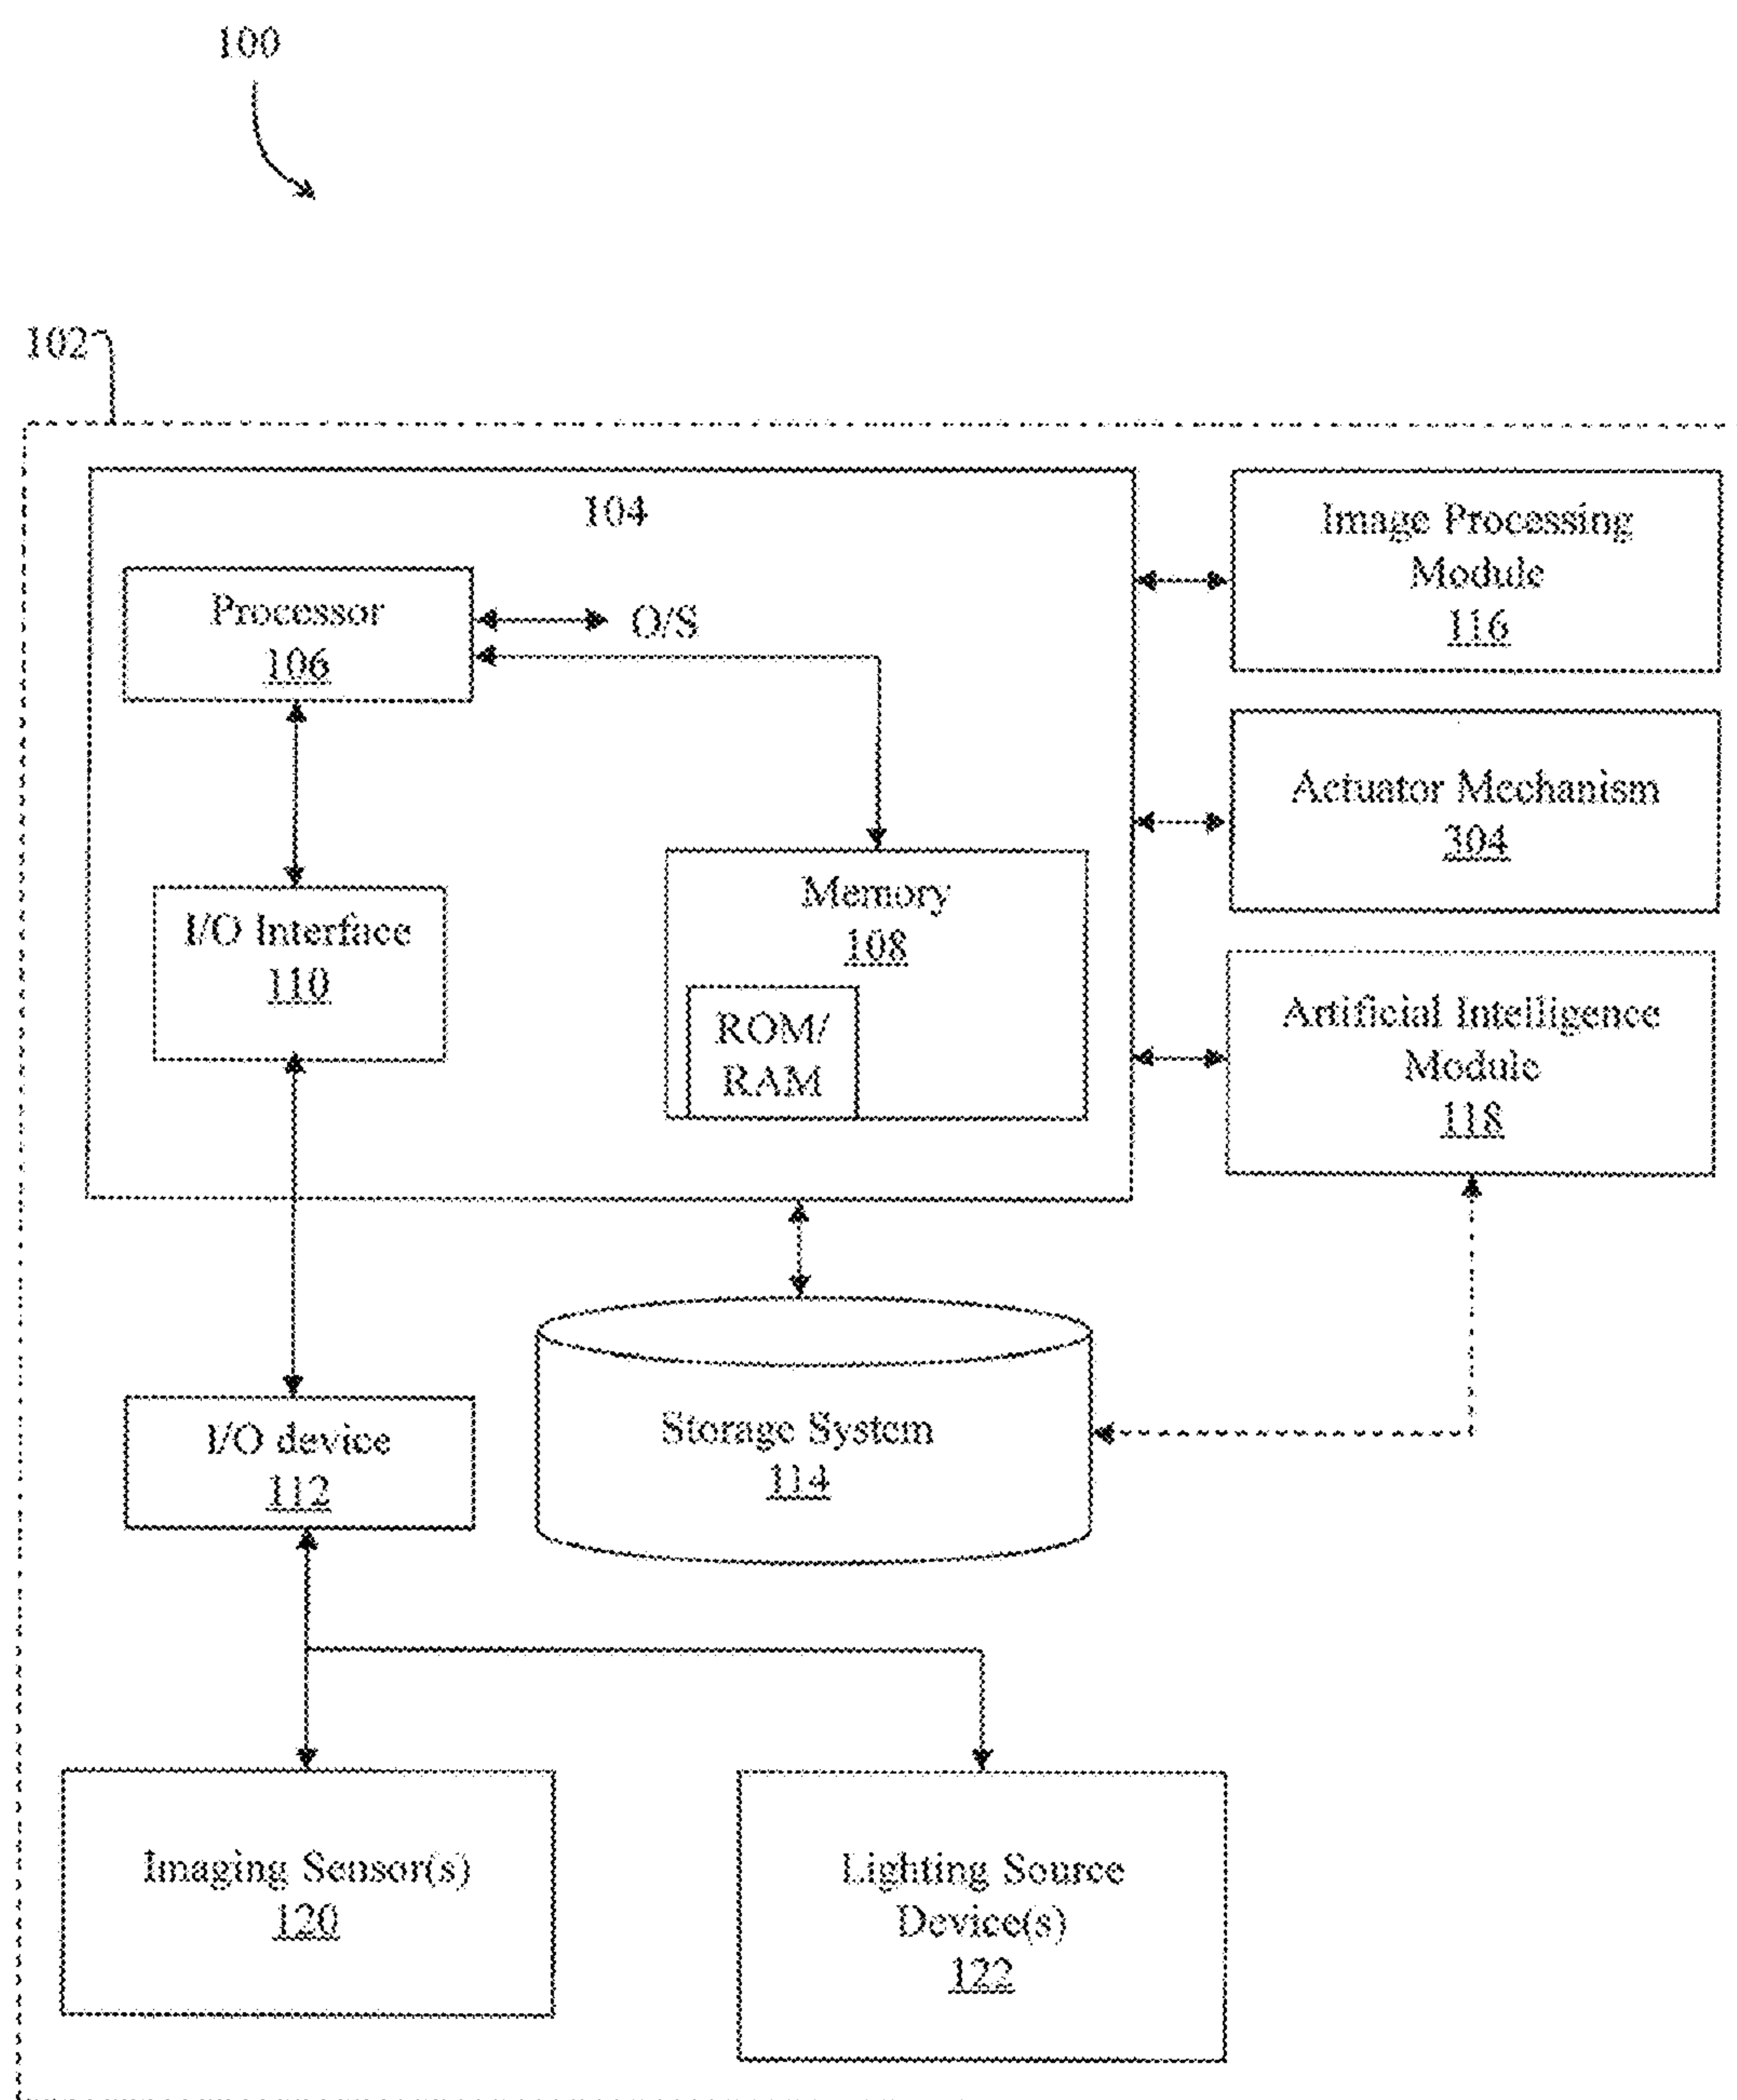 100
102
104
Processor
106
O/S
I/O Interface
110
Memory
108
ROM/
RAM
Image Processing
Module
116
Actuator Mechanism
304
Artificial Intelligence
Module
118
I/O device
112
Storage System
114
Imaging Sensor(s)
120
Lighting Source
Device(s)
122